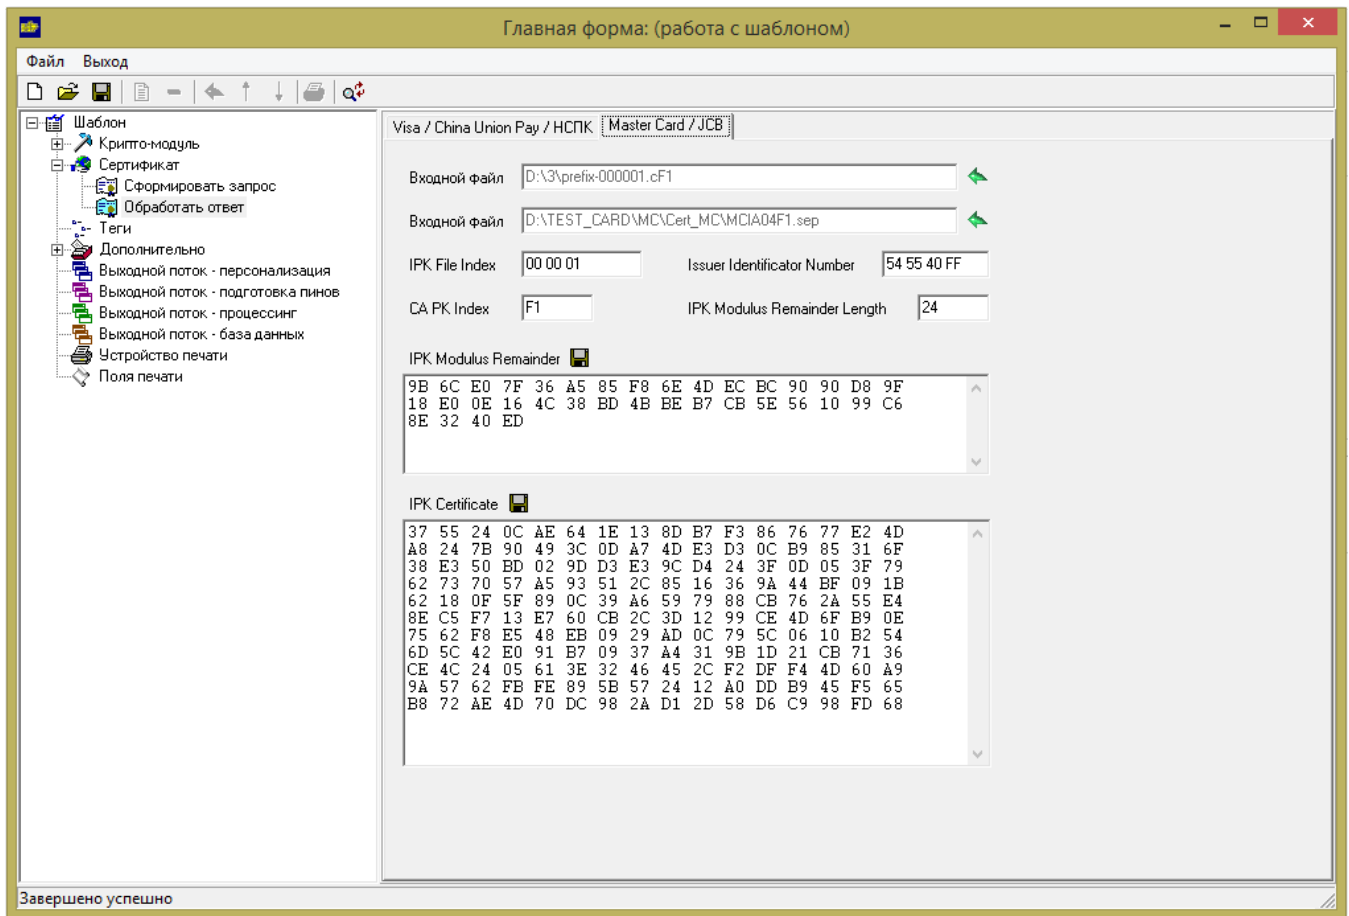 Главная форма: (работа с шаблоном)
Файл Выход
Шаблон
Крипто-модуль
Сертификат
Сформировать запрос
Обработать ответ
Теги
Дополнительно
Выходной поток - персонализация
Выходной поток - подготовка пинов
Выходной поток - процессинг
Выходной поток - база данных
Устройство печати
Поля печати
Visa / China Union Pay / НСПК Master Card / JCB
Входной файл D:\3\prefix-000001.cF1
Входной файл D:\TEST_CARD\MC\Cert_MC\MCIA04F1.sep
IPK File Index 00 00 01 Issuer Identificator Number 54 55 40 FF
CA PK Index F1 IPK Modulus Remainder Length 24
IPK Modulus Remainder
9B 6C E0 7F 36 A5 85 F8 6E 4D EC BC 90 90 D8 9F
18 E0 0E 16 4C 38 BD 4B BE B7 CB 5E 56 10 99 C6
8E 32 40 ED
IPK Certificate
37 55 24 0C AE 64 1E 13 8D B7 F3 86 76 77 E2 4D
A8 24 7B 90 49 3C 0D A7 4D E3 D3 0C B9 85 31 6F
38 E3 50 BD 02 9D D3 E3 9C D4 24 3F 0D 05 3F 79
62 73 70 57 A5 93 51 2C 85 16 36 9A 44 BF 09 1B
62 18 0F 5F 89 0C 39 A6 59 79 88 CB 76 2A 55 E4
8E C5 F7 13 E7 60 CB 2C 3D 12 99 CE 4D 6F B9 0E
75 62 F8 E5 48 EB 09 29 AD 0C 79 5C 06 10 B2 54
6D 5C 42 E0 91 B7 09 37 A4 31 9B 1D 21 CB 71 36
CE 4C 24 05 61 3E 32 46 45 2C F2 DF F4 4D 60 A9
9A 57 62 FB FE 89 5B 57 24 12 A0 DD B9 45 F5 65
B8 72 AE 4D 70 DC 98 2A D1 2D 58 D6 C9 98 FD 68
Завершено успешно